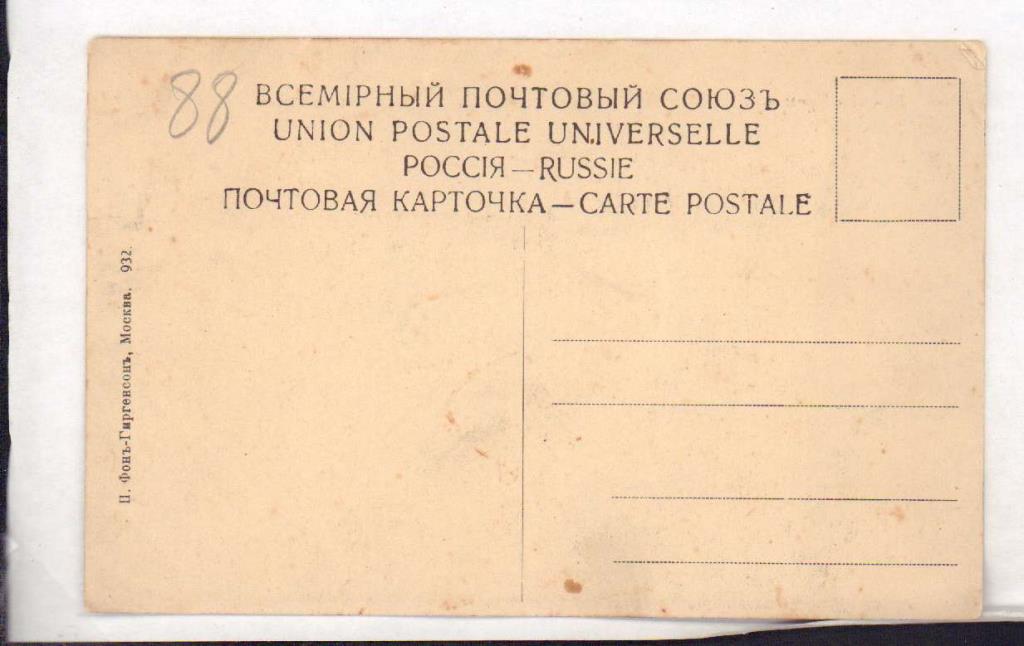 88
ВСЕМІРНЫЙ ПОЧТОВЫЙ СОЮЗЪ
UNION POSTALE UNIVERSELLE
РОССІЯ — RUSSIE
ПОЧТОВАЯ КАРТОЧКА — CARTE POSTALE
П. Фонъ-Гиргенсонъ, Москва. 932.